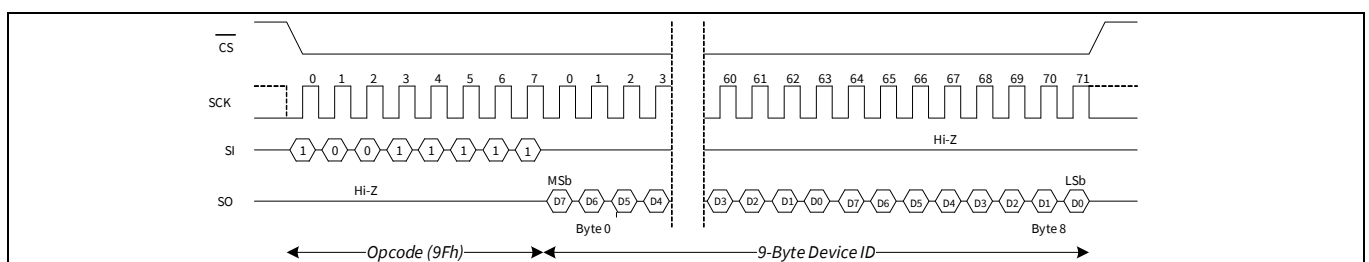 CS
0 1 2 3 4 5 6 7 0 1 2 3 60 61 62 63 64 65 66 67 68 69 70 71
SCK
Hi-Z
SI 1 0 0 1 1 1 1 1
Hi-Z MSb LSb
SO D7 D6 D5 D4 D3 D2 D1 D0 D7 D6 D5 D4 D3 D2 D1 D0
Byte 0 Byte 8
Opcode (9Fh) 9-Byte Device ID